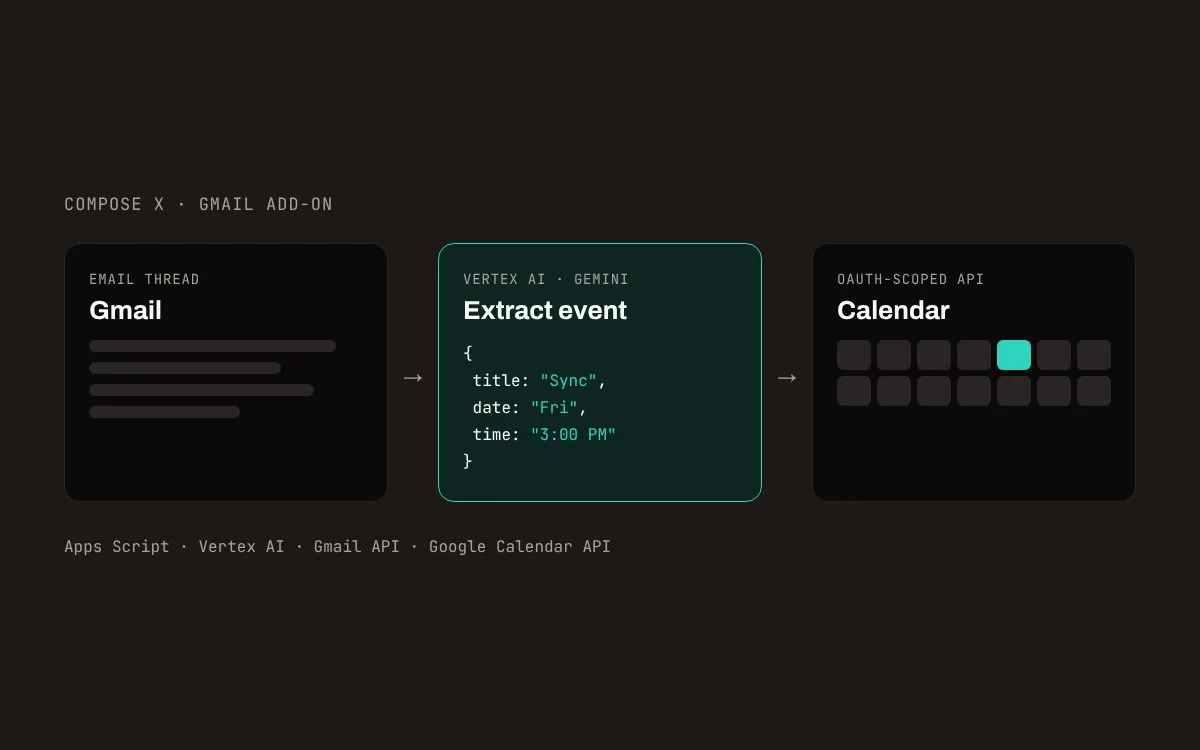 COMPOSE X · GMAIL ADD-ON
EMAIL THREAD
Gmail
→
VERTEX AI · GEMINI
Extract event
{
title: "Sync",
date: "Fri",
time: "3:00 PM"
}
→
OAUTH-SCOPED API
Calendar
Apps Script · Vertex AI · Gmail API · Google Calendar API